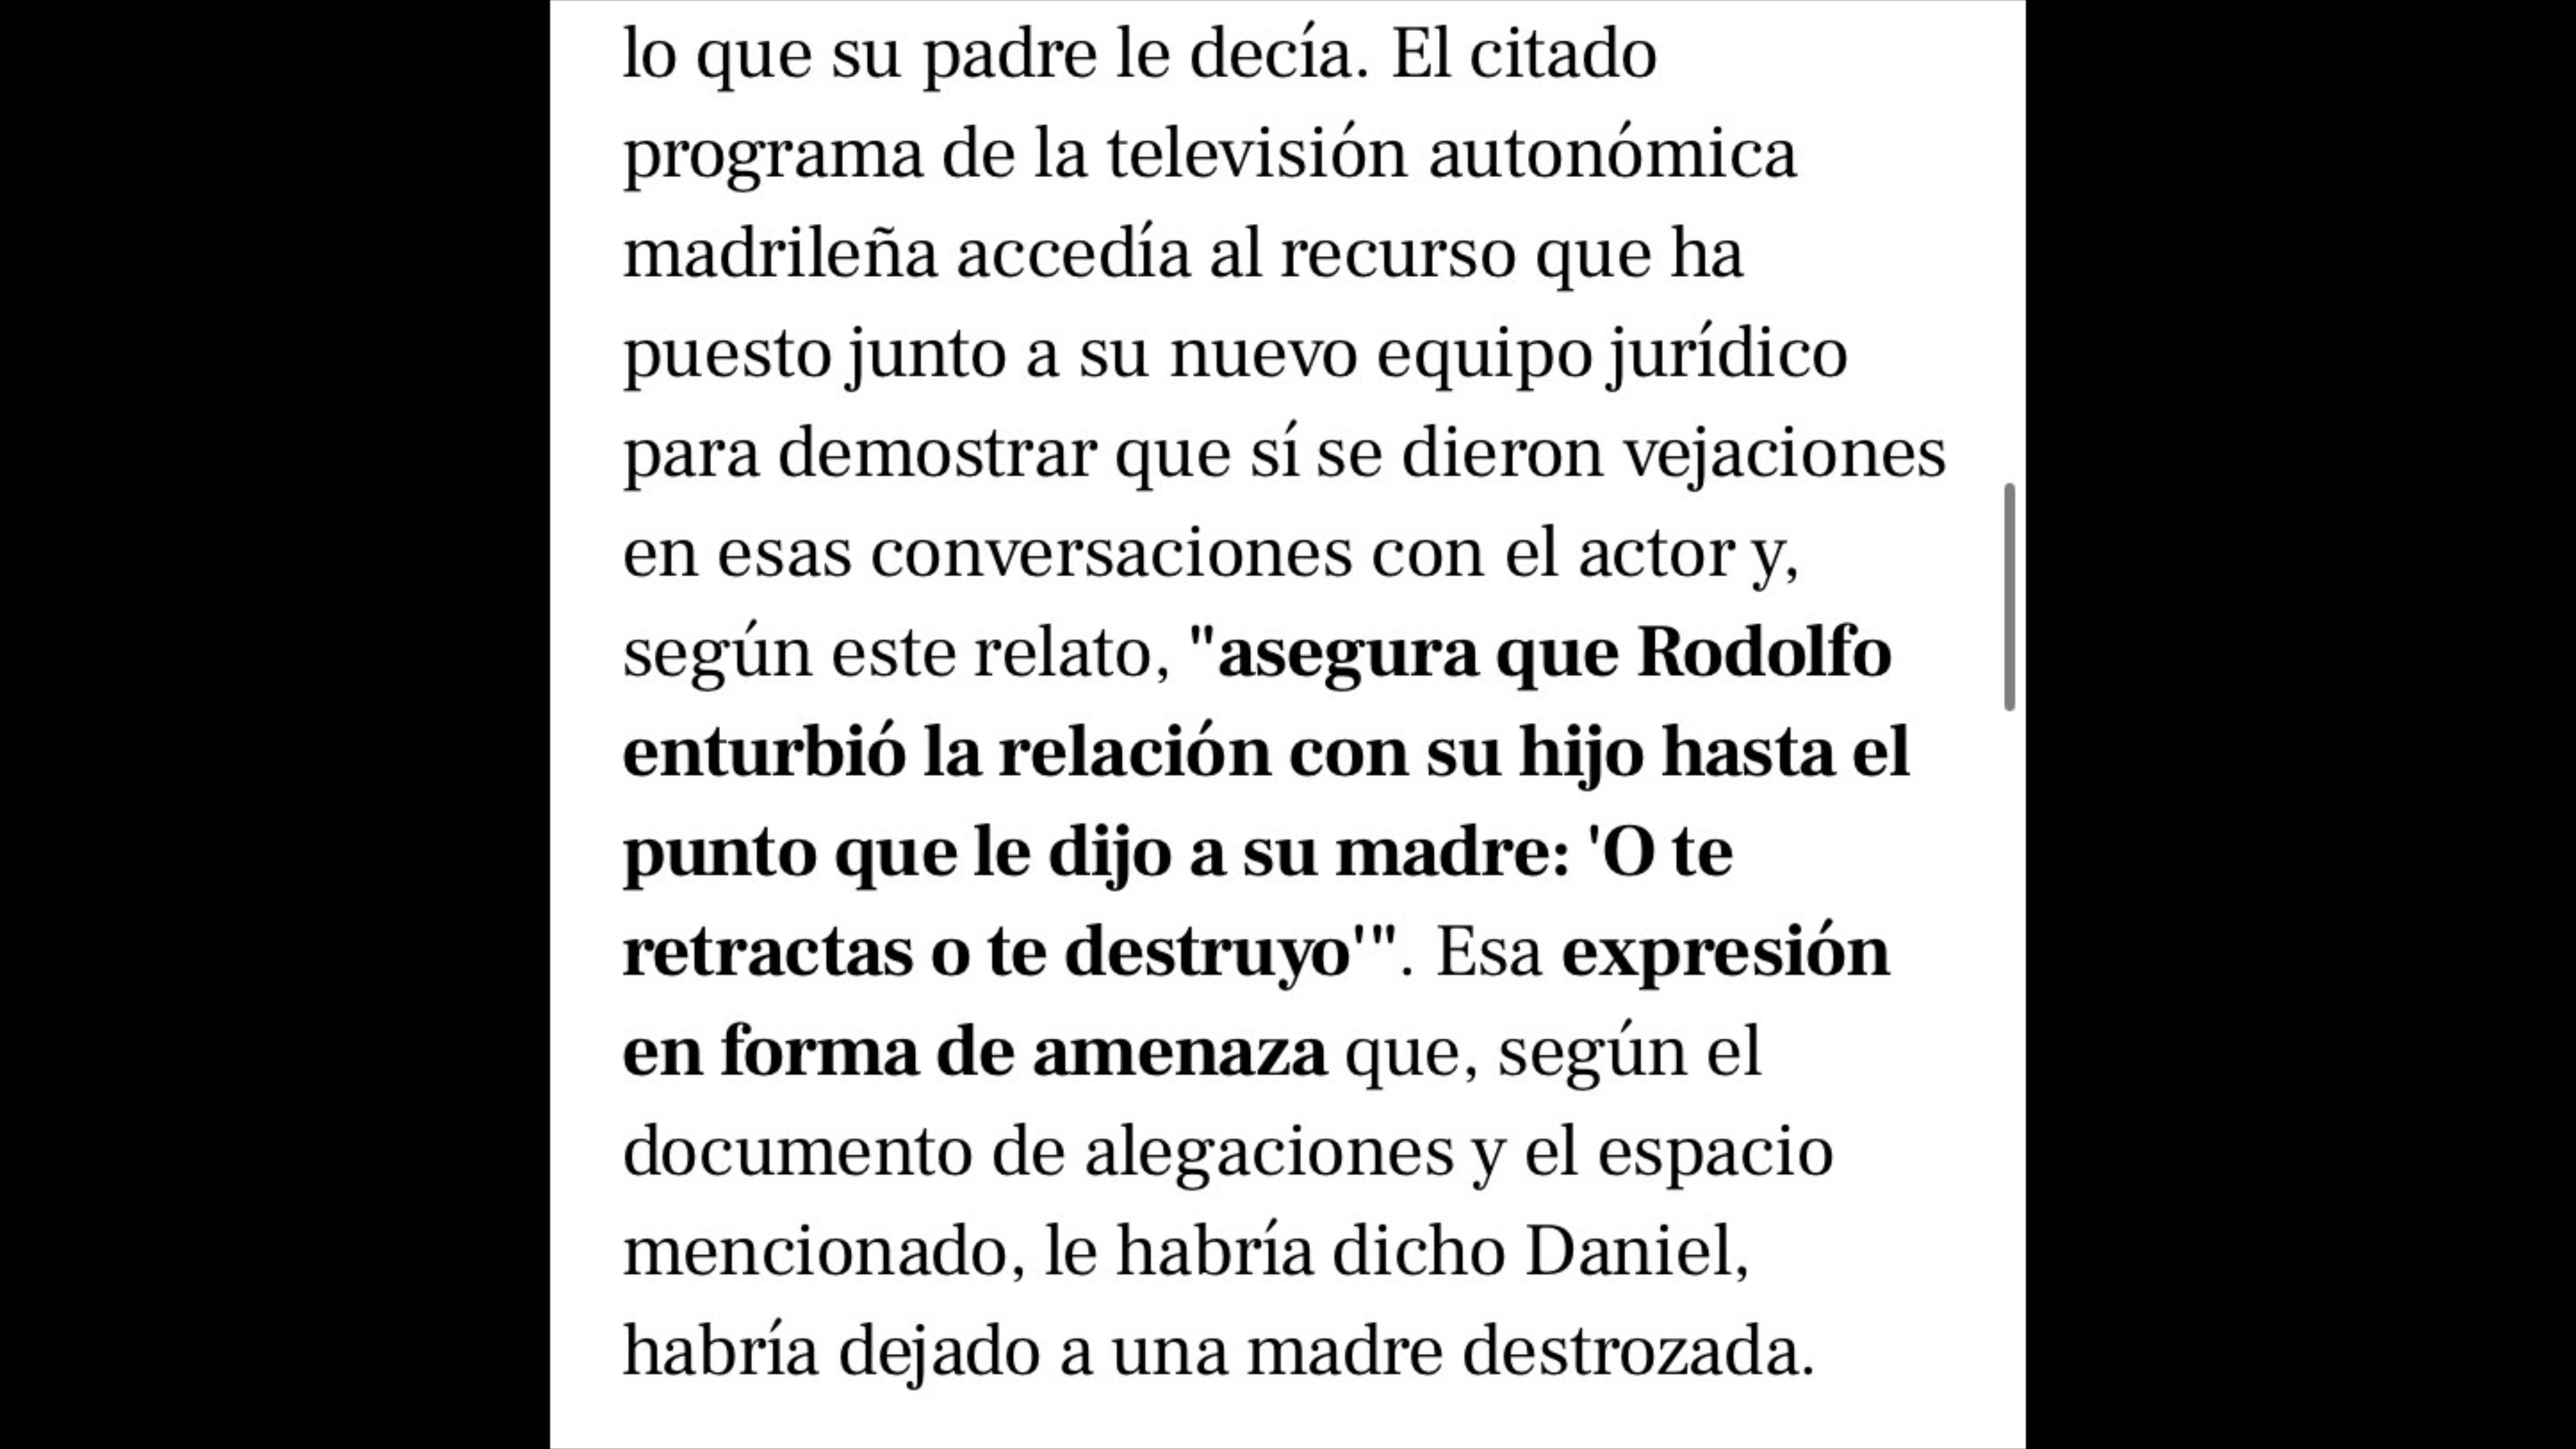 lo que su padre le decía. El citado
programa de la televisión autonómica
madrileña accedía al recurso que ha
puesto junto a su nuevo equipo jurídico
para demostrar que sí se dieron vejaciones
en esas conversaciones con el actor y,
según este relato, "asegura que Rodolfo
enturbió la relación con su hijo hasta el
punto que le dijo a su madre: 'O te
retractas o te destruyo'". Esa expresión
en forma de amenaza que, según el
documento de alegaciones y el espacio
mencionado, le habría dicho Daniel,
habría dejado a una madre destrozada.